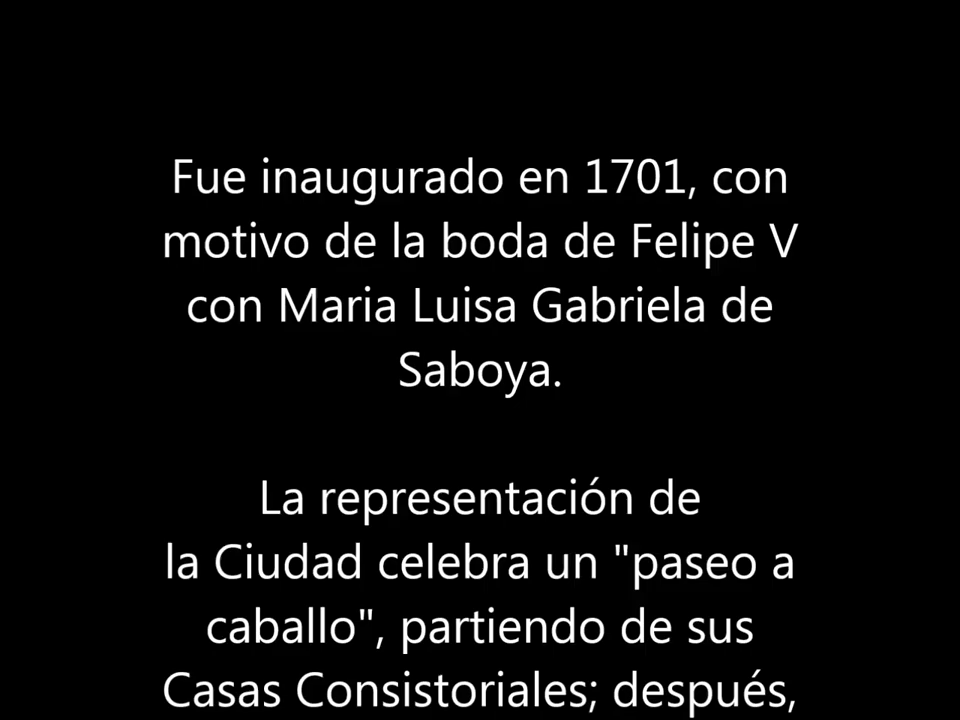 Fue inaugurado en 1701, con
motivo de la boda de Felipe V
con Maria Luisa Gabriela de
Saboya.
La representación de
la Ciudad celebra un "paseo a
caballo", partiendo de sus
Casas Consistoriales; después,